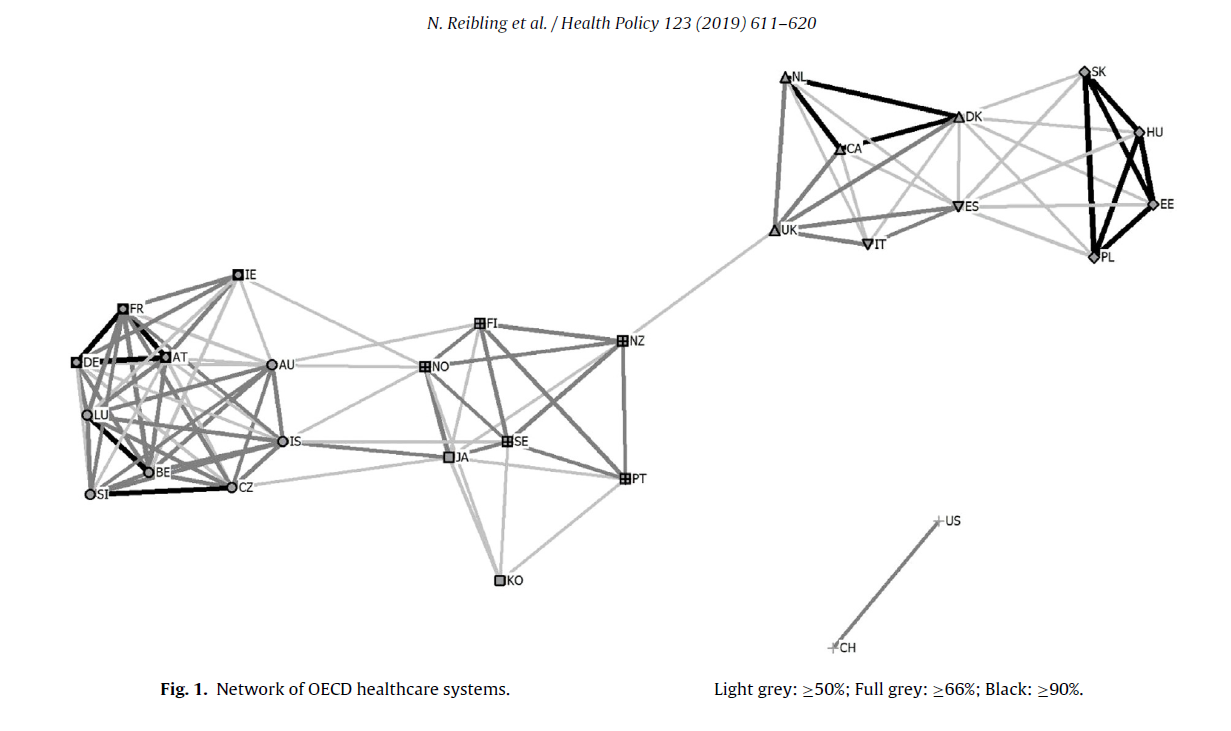 N. Reibling et al. / Health Policy 123 (2019) 611–620
NL
SK
DK
HU
CA
EE
ES
UK
IT
PL
IE
FR
FI
NZ
DE
AT
AU
NO
LU
IS
SE
JA
BE
PT
SI
CZ
US
KO
CH
Fig. 1. Network of OECD healthcare systems.
Light grey: ≥50%; Full grey: ≥66%; Black: ≥90%.